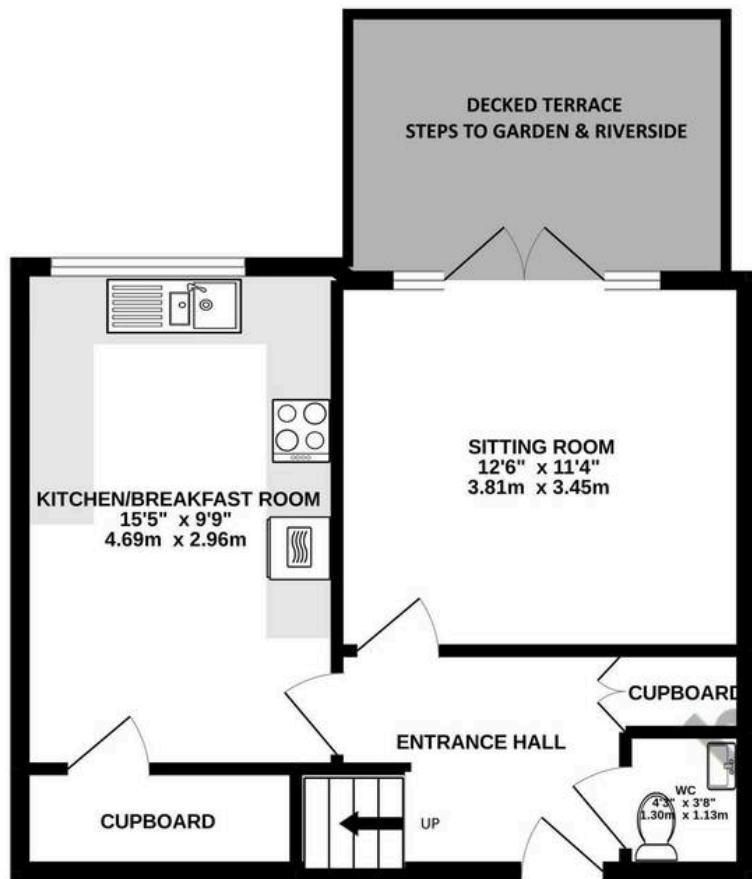 DECKED TERRACE
STEPS TO GARDEN & RIVERSIDE
SITTING ROOM
12'6" x 11'4"
3.81m x 3.45m
KITCHEN/BREAKFAST ROOM
15'5" x 9'9"
4.69m x 2.96m
CUPBOARD
ENTRANCE HALL
WC
4'3" x 3'8"
1.30m x 1.13m
CUPBOARD
UP